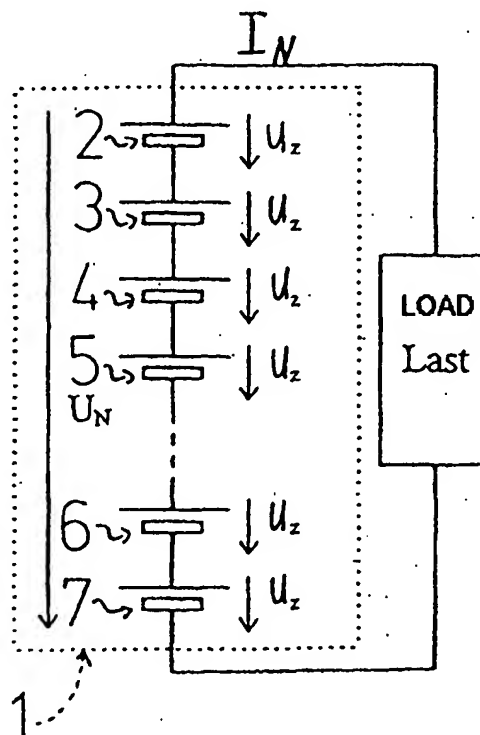 I_N
2 U_z
3 U_z
4 U_z
LOAD
Last
5 U_z
U_N
6 U_z
7 U_z
1